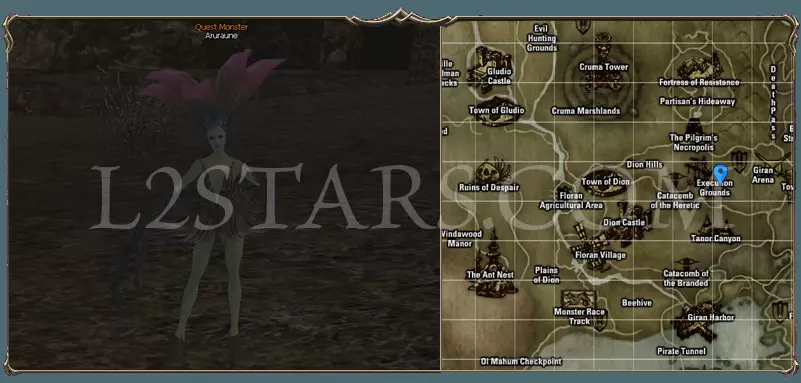 Quest Monster
Aruraune
L2STARS.COM
Evil
Hunting
Grounds
Cruma Tower
Gludio
Castle
Fortress of Resistance
Partisan's Hideaway
Death Pass
Town of Gludio
Cruma Marshlands
The Pilgrim's
Necropolis
Dion Hills
Giran
Arena
Ruins of Despair
Town of Dion
Execution
Grounds
Floran
Agricultural Area
Catacomb
of the Heretic
Dion Castle
Windawood
Manor
Tanor Canyon
Floran Village
The Ant Nest
Plains
of Dion
Catacomb of
the Branded
Beehive
Monster Race
Track
Giran Harbor
Pirate Tunnel
Ol Mahum Checkpoint